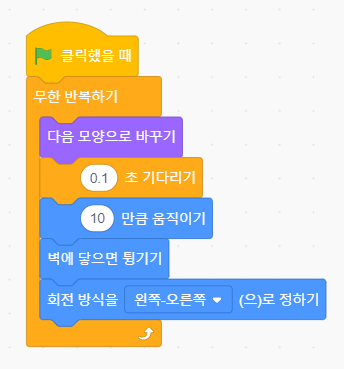 클릭했을 때
무한 반복하기
다음 모양으로 바꾸기
0.1 초 기다리기
10 만큼 움직이기
벽에 닿으면 튕기기
회전 방식을 왼쪽-오른쪽 (으)로 정하기